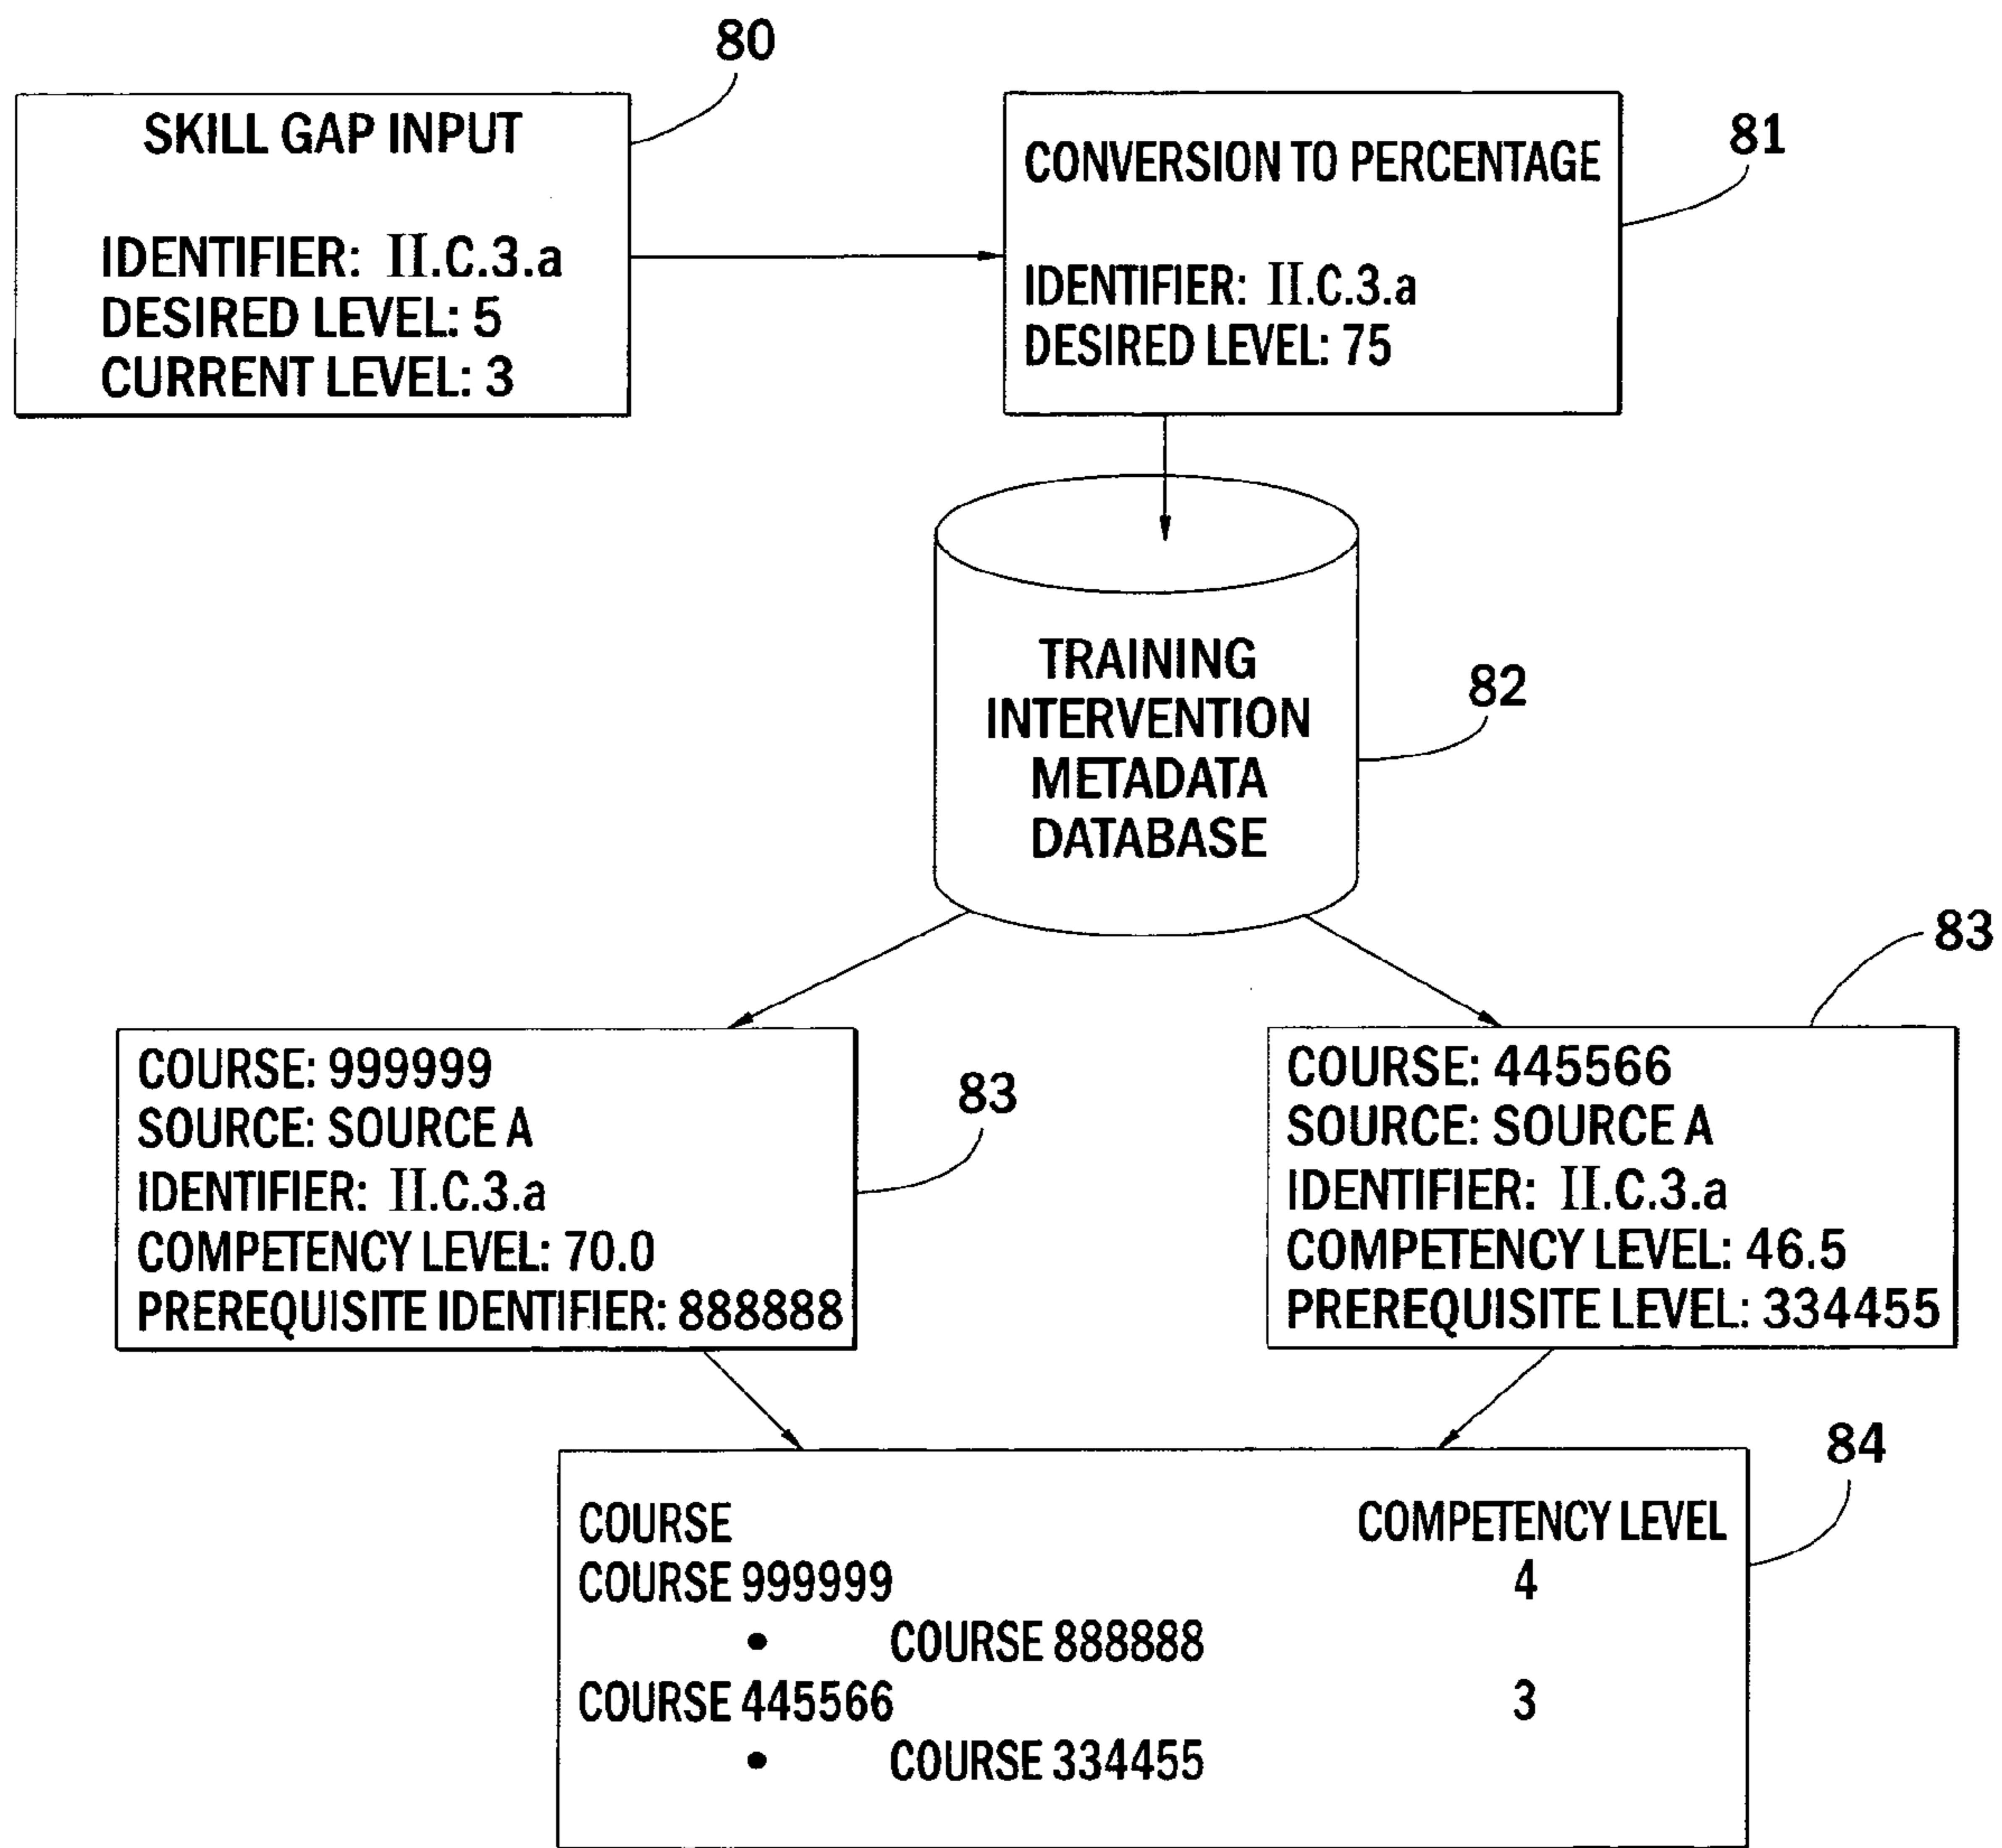 80
SKILL GAP INPUT
IDENTIFIER: II.C.3.a
DESIRED LEVEL: 5
CURRENT LEVEL: 3
81
CONVERSION TO PERCENTAGE
IDENTIFIER: II.C.3.a
DESIRED LEVEL: 75
82
TRAINING
INTERVENTION
METADATA
DATABASE
83
COURSE: 999999
SOURCE: SOURCE A
IDENTIFIER: II.C.3.a
COMPETENCY LEVEL: 70.0
PREREQUISITE IDENTIFIER: 888888
83
COURSE: 445566
SOURCE: SOURCE A
IDENTIFIER: II.C.3.a
COMPETENCY LEVEL: 46.5
PREREQUISITE LEVEL: 334455
84
COURSE COMPETENCY LEVEL
COURSE 999999 4
• COURSE 888888
COURSE 445566 3
• COURSE 334455